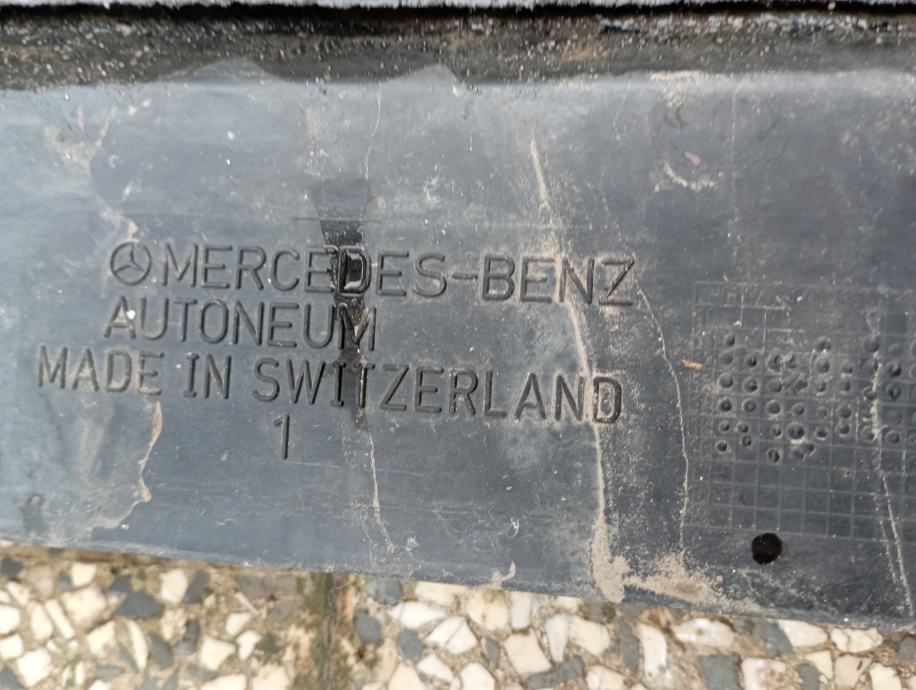 MERCEDES-BENZ
AUTONEUM
MADE IN SWITZERLAND
1